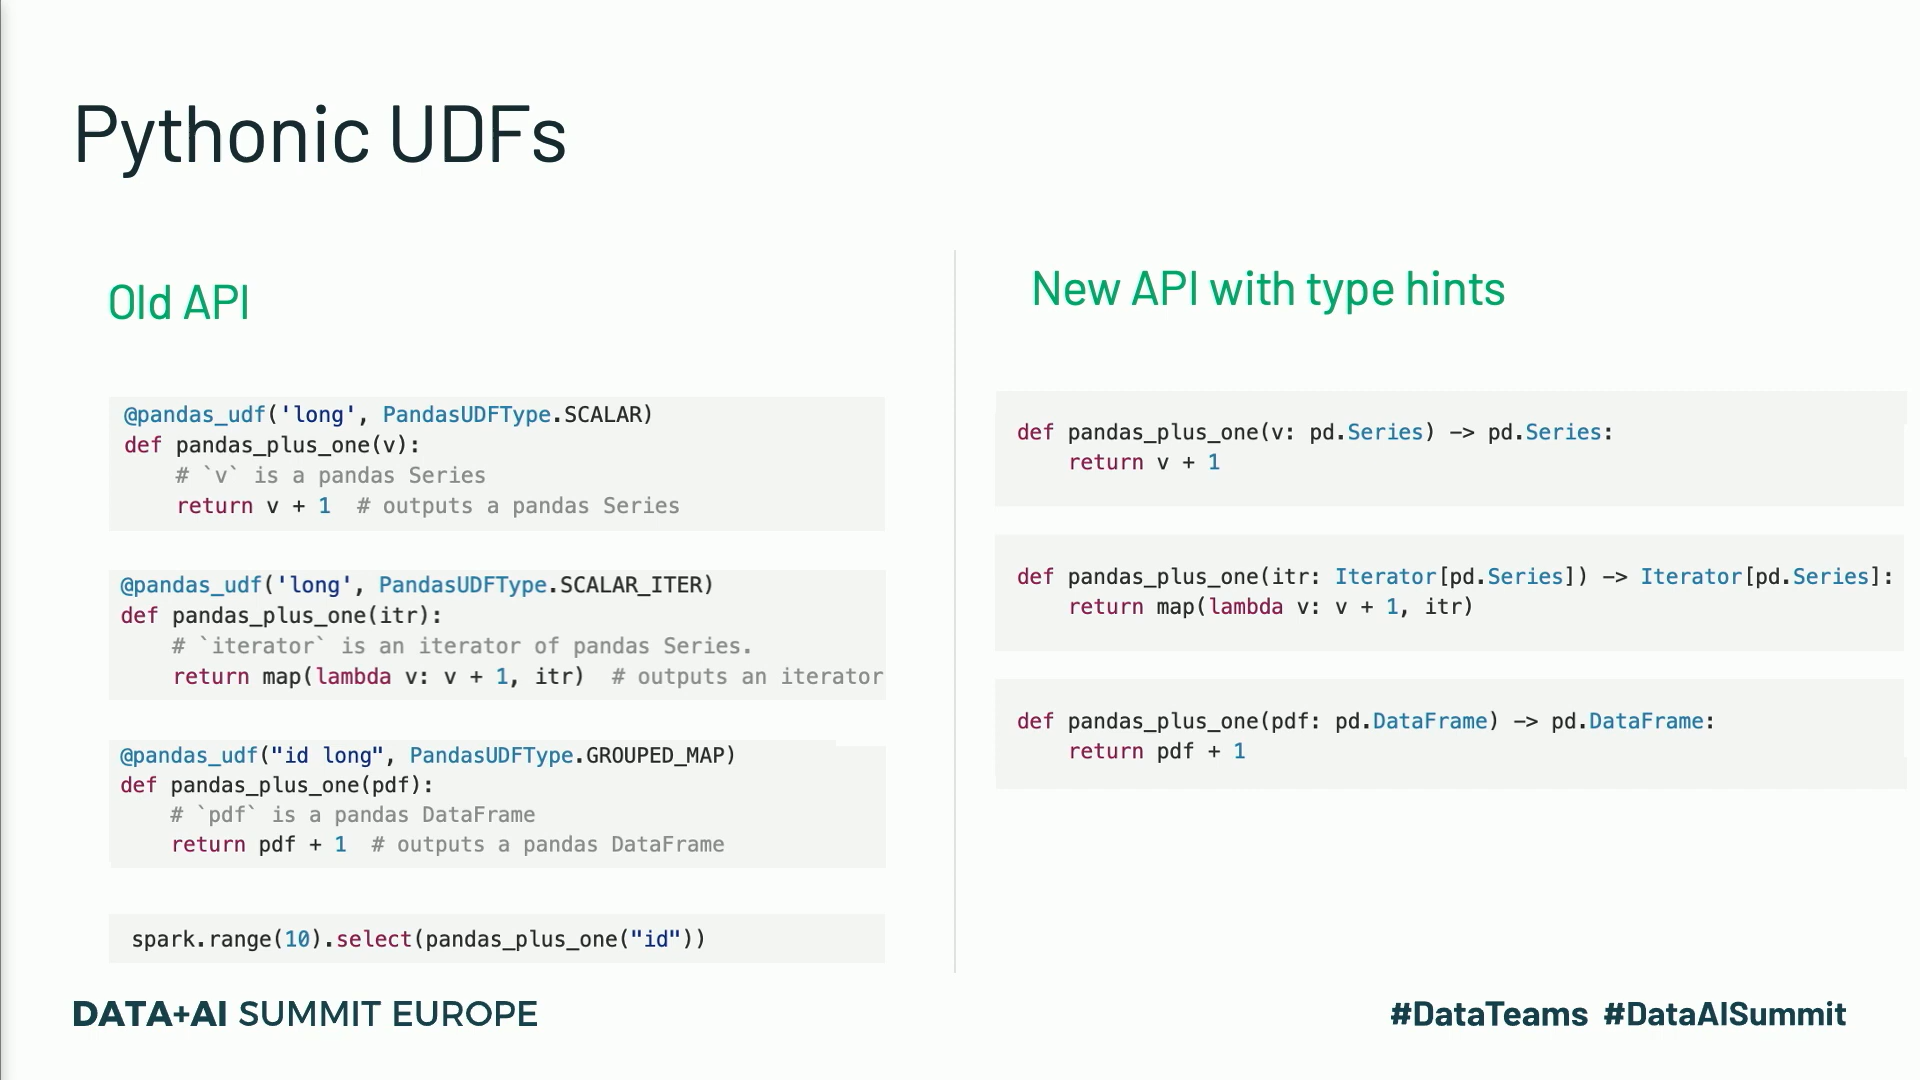 Pythonic UDFs
Old API
@pandas_udf('long', PandasUDFType.SCALAR)
def pandas_plus_one(v):
    # `v` is a pandas Series
    return v + 1  # outputs a pandas Series
@pandas_udf('long', PandasUDFType.SCALAR_ITER)
def pandas_plus_one(itr):
    # `iterator` is an iterator of pandas Series.
    return map(lambda v: v + 1, itr)  # outputs an iterator
@pandas_udf("id long", PandasUDFType.GROUPED_MAP)
def pandas_plus_one(pdf):
    # `pdf` is a pandas DataFrame
    return pdf + 1  # outputs a pandas DataFrame
spark.range(10).select(pandas_plus_one("id"))
New API with type hints
def pandas_plus_one(v: pd.Series) -> pd.Series:
    return v + 1
def pandas_plus_one(itr: Iterator[pd.Series]) -> Iterator[pd.Series]:
    return map(lambda v: v + 1, itr)
def pandas_plus_one(pdf: pd.DataFrame) -> pd.DataFrame:
    return pdf + 1
DATA+AI SUMMIT EUROPE
#DataTeams #DataAISummit